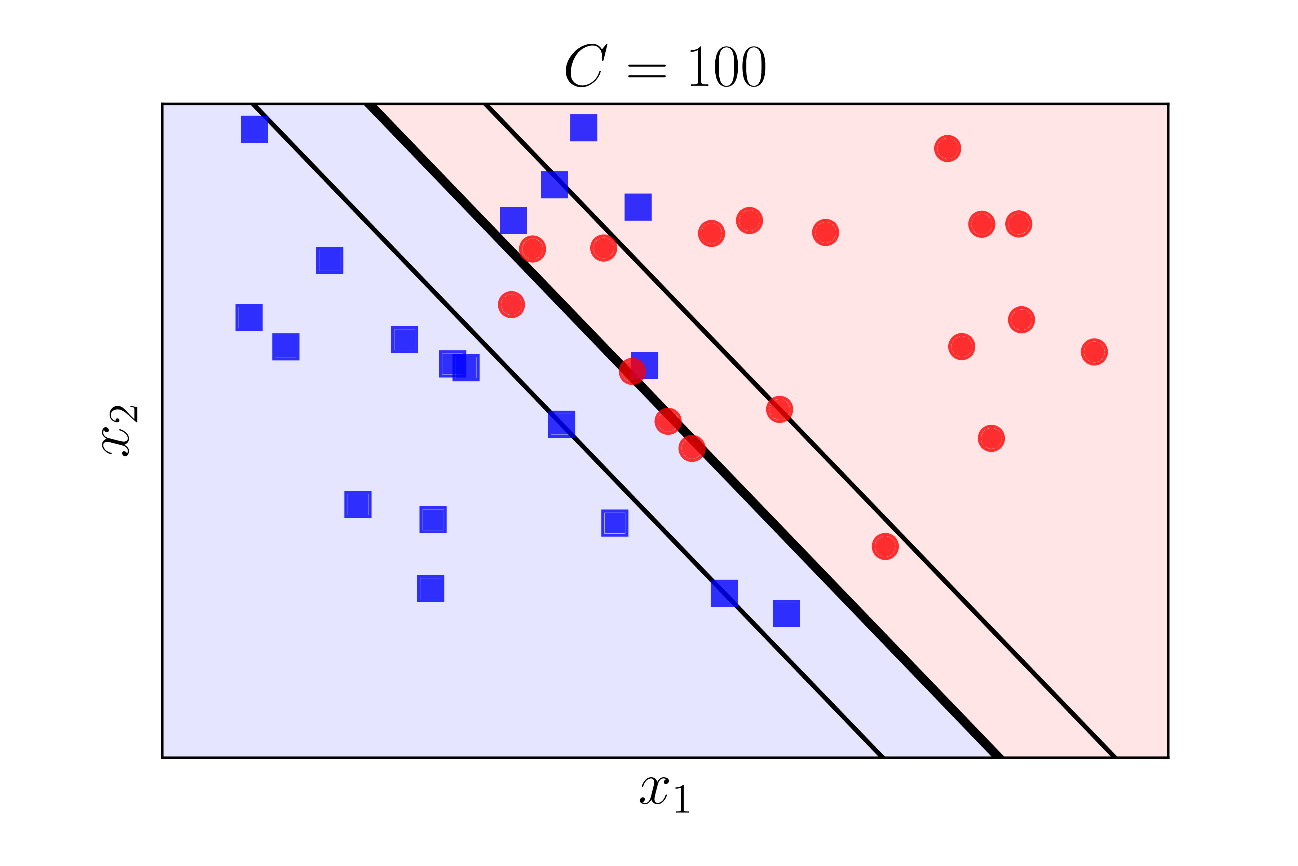 C = 100
x₂
x₁